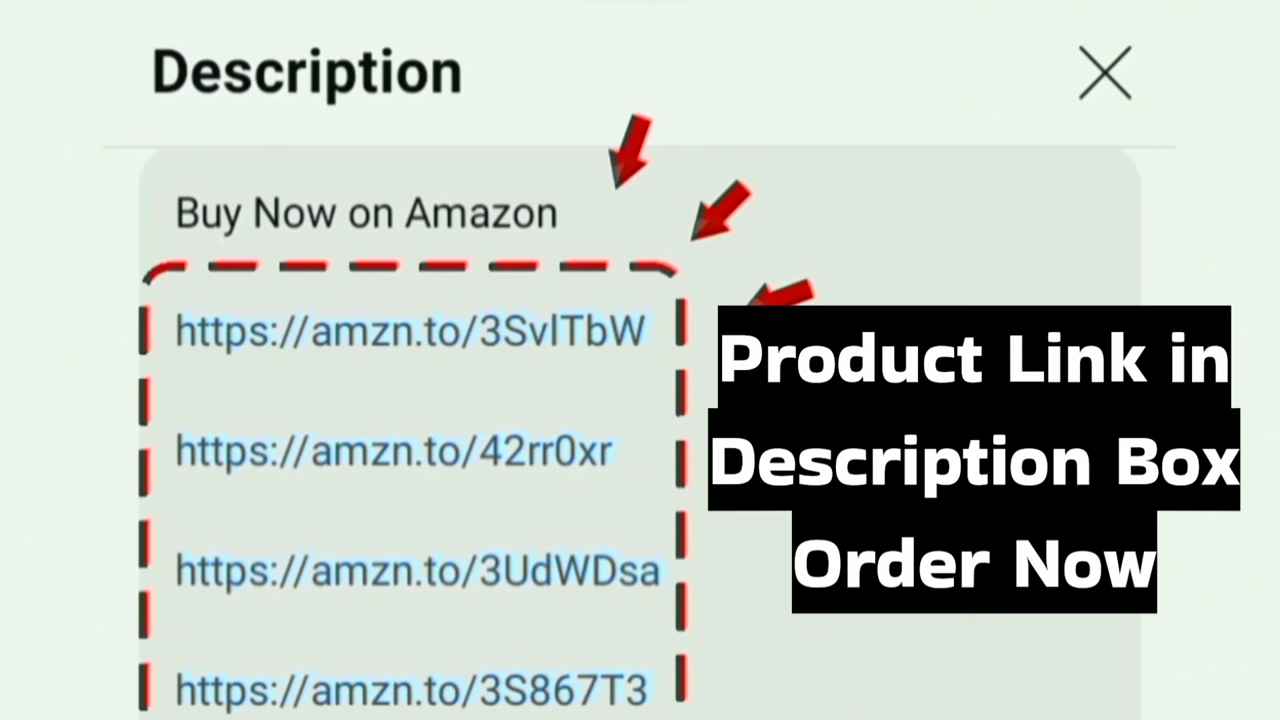 Description
Buy Now on Amazon
https://amzn.to/3SvlTbW
https://amzn.to/42rr0xr
https://amzn.to/3UdWDsa
https://amzn.to/3S867T3
Product Link in
Description Box
Order Now